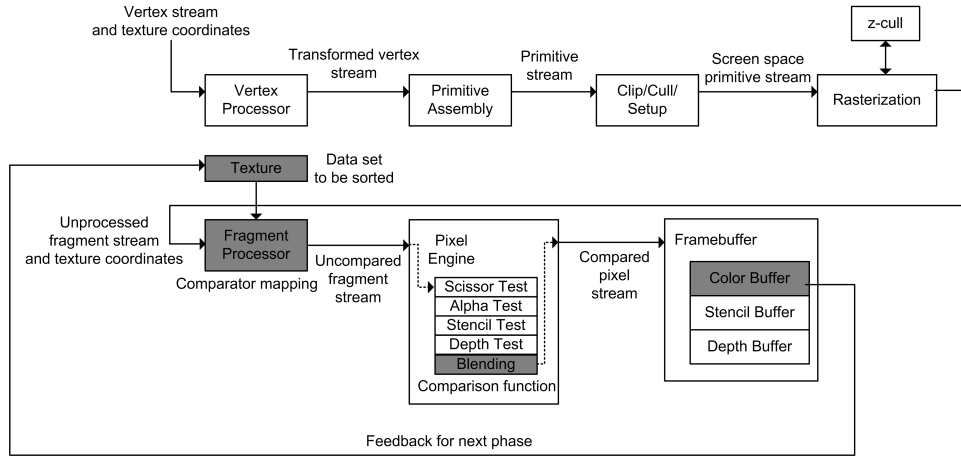 Vertex stream
and texture coordinates
Transformed vertex
stream
Primitive
stream
Screen space
primitive stream
z-cull
Vertex
Processor
Primitive
Assembly
Clip/Cull/
Setup
Rasterization
Texture
Data set
to be sorted
Unprocessed
fragment stream
and texture coordinates
Fragment
Processor
Comparator mapping
Uncompared
fragment
stream
Pixel
Engine
Scissor Test
Alpha Test
Stencil Test
Depth Test
Blending
Comparison function
Compared
pixel
stream
Framebuffer
Color Buffer
Stencil Buffer
Depth Buffer
Feedback for next phase